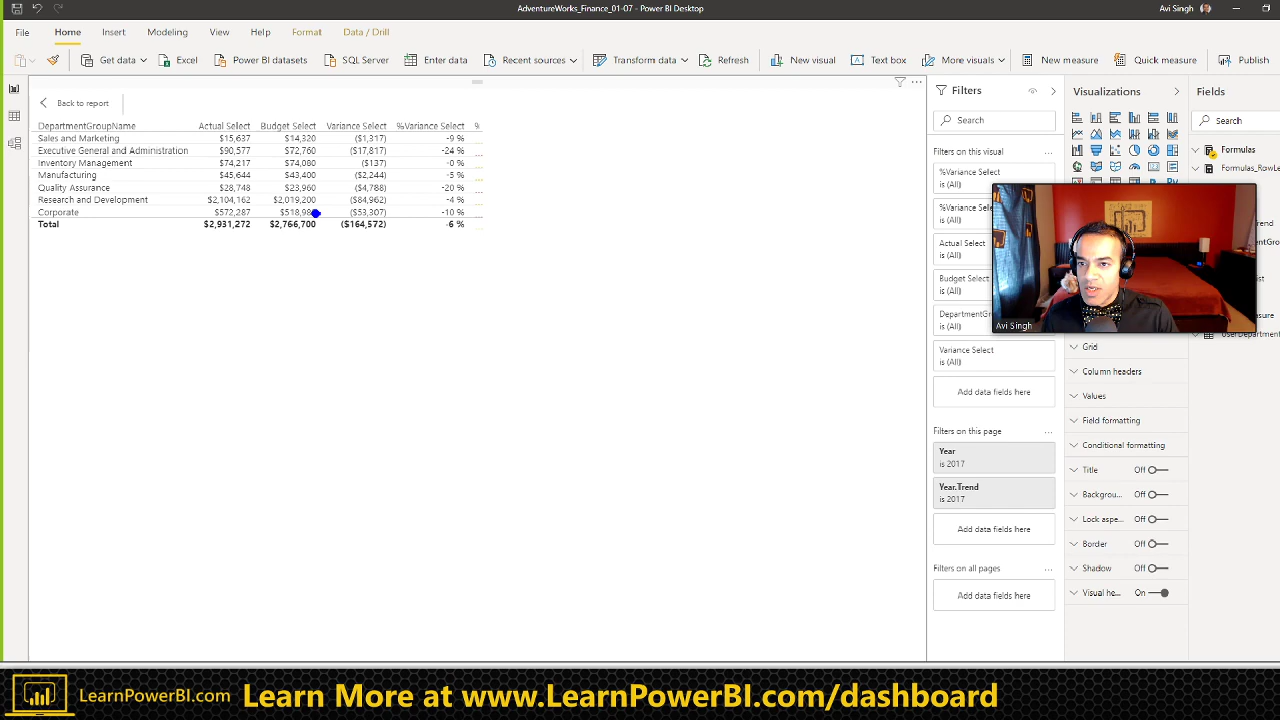 AdventureWorks_Finance_01-07 - Power BI Desktop
Avi Singh
File Home Insert Modeling View Help Format Data / Drill
Get data Excel Power BI datasets SQL Server Enter data Recent sources Transform data Refresh New visual Text box More visuals New measure Quick measure Publish
Back to report
DepartmentGroupName Actual Select Budget Select Variance Select %Variance Select %
Sales and Marketing $15,637 $14,320 ($1,317) -9 %
Executive General and Administration $90,577 $72,760 ($17,817) -24 %
Inventory Management $74,217 $74,080 ($137) -0 %
Manufacturing $45,644 $43,400 ($2,244) -5 %
Quality Assurance $28,748 $23,960 ($4,788) -20 %
Research and Development $2,104,162 $2,019,200 ($84,962) -4 %
Corporate $572,287 ($53,307) -10 %
Total $2,931,272 $2,766,700 ($164,572) -6 %
Filters
Search
Filters on this visual
%Variance Select
is (All)
%Variance Sele
is (All)
Actual Select
is (All)
Budget Select
is (All)
DepartmentG
is (All)
Variance Select
is (All)
Add data fields here
Filters on this page
Year
is 2017
Year.Trend
is 2017
Add data fields here
Filters on all pages
Add data fields here
Visualizations
Avi Singh
Grid
Column headers
Values
Field formatting
Conditional formatting
Title Off
Backgrou... Off
Lock aspe... Off
Border Off
Shadow Off
Visual he... On
Fields
Search
Formulas
LearnPowerBI.com
Learn More at www.LearnPowerBI.com/dashboard